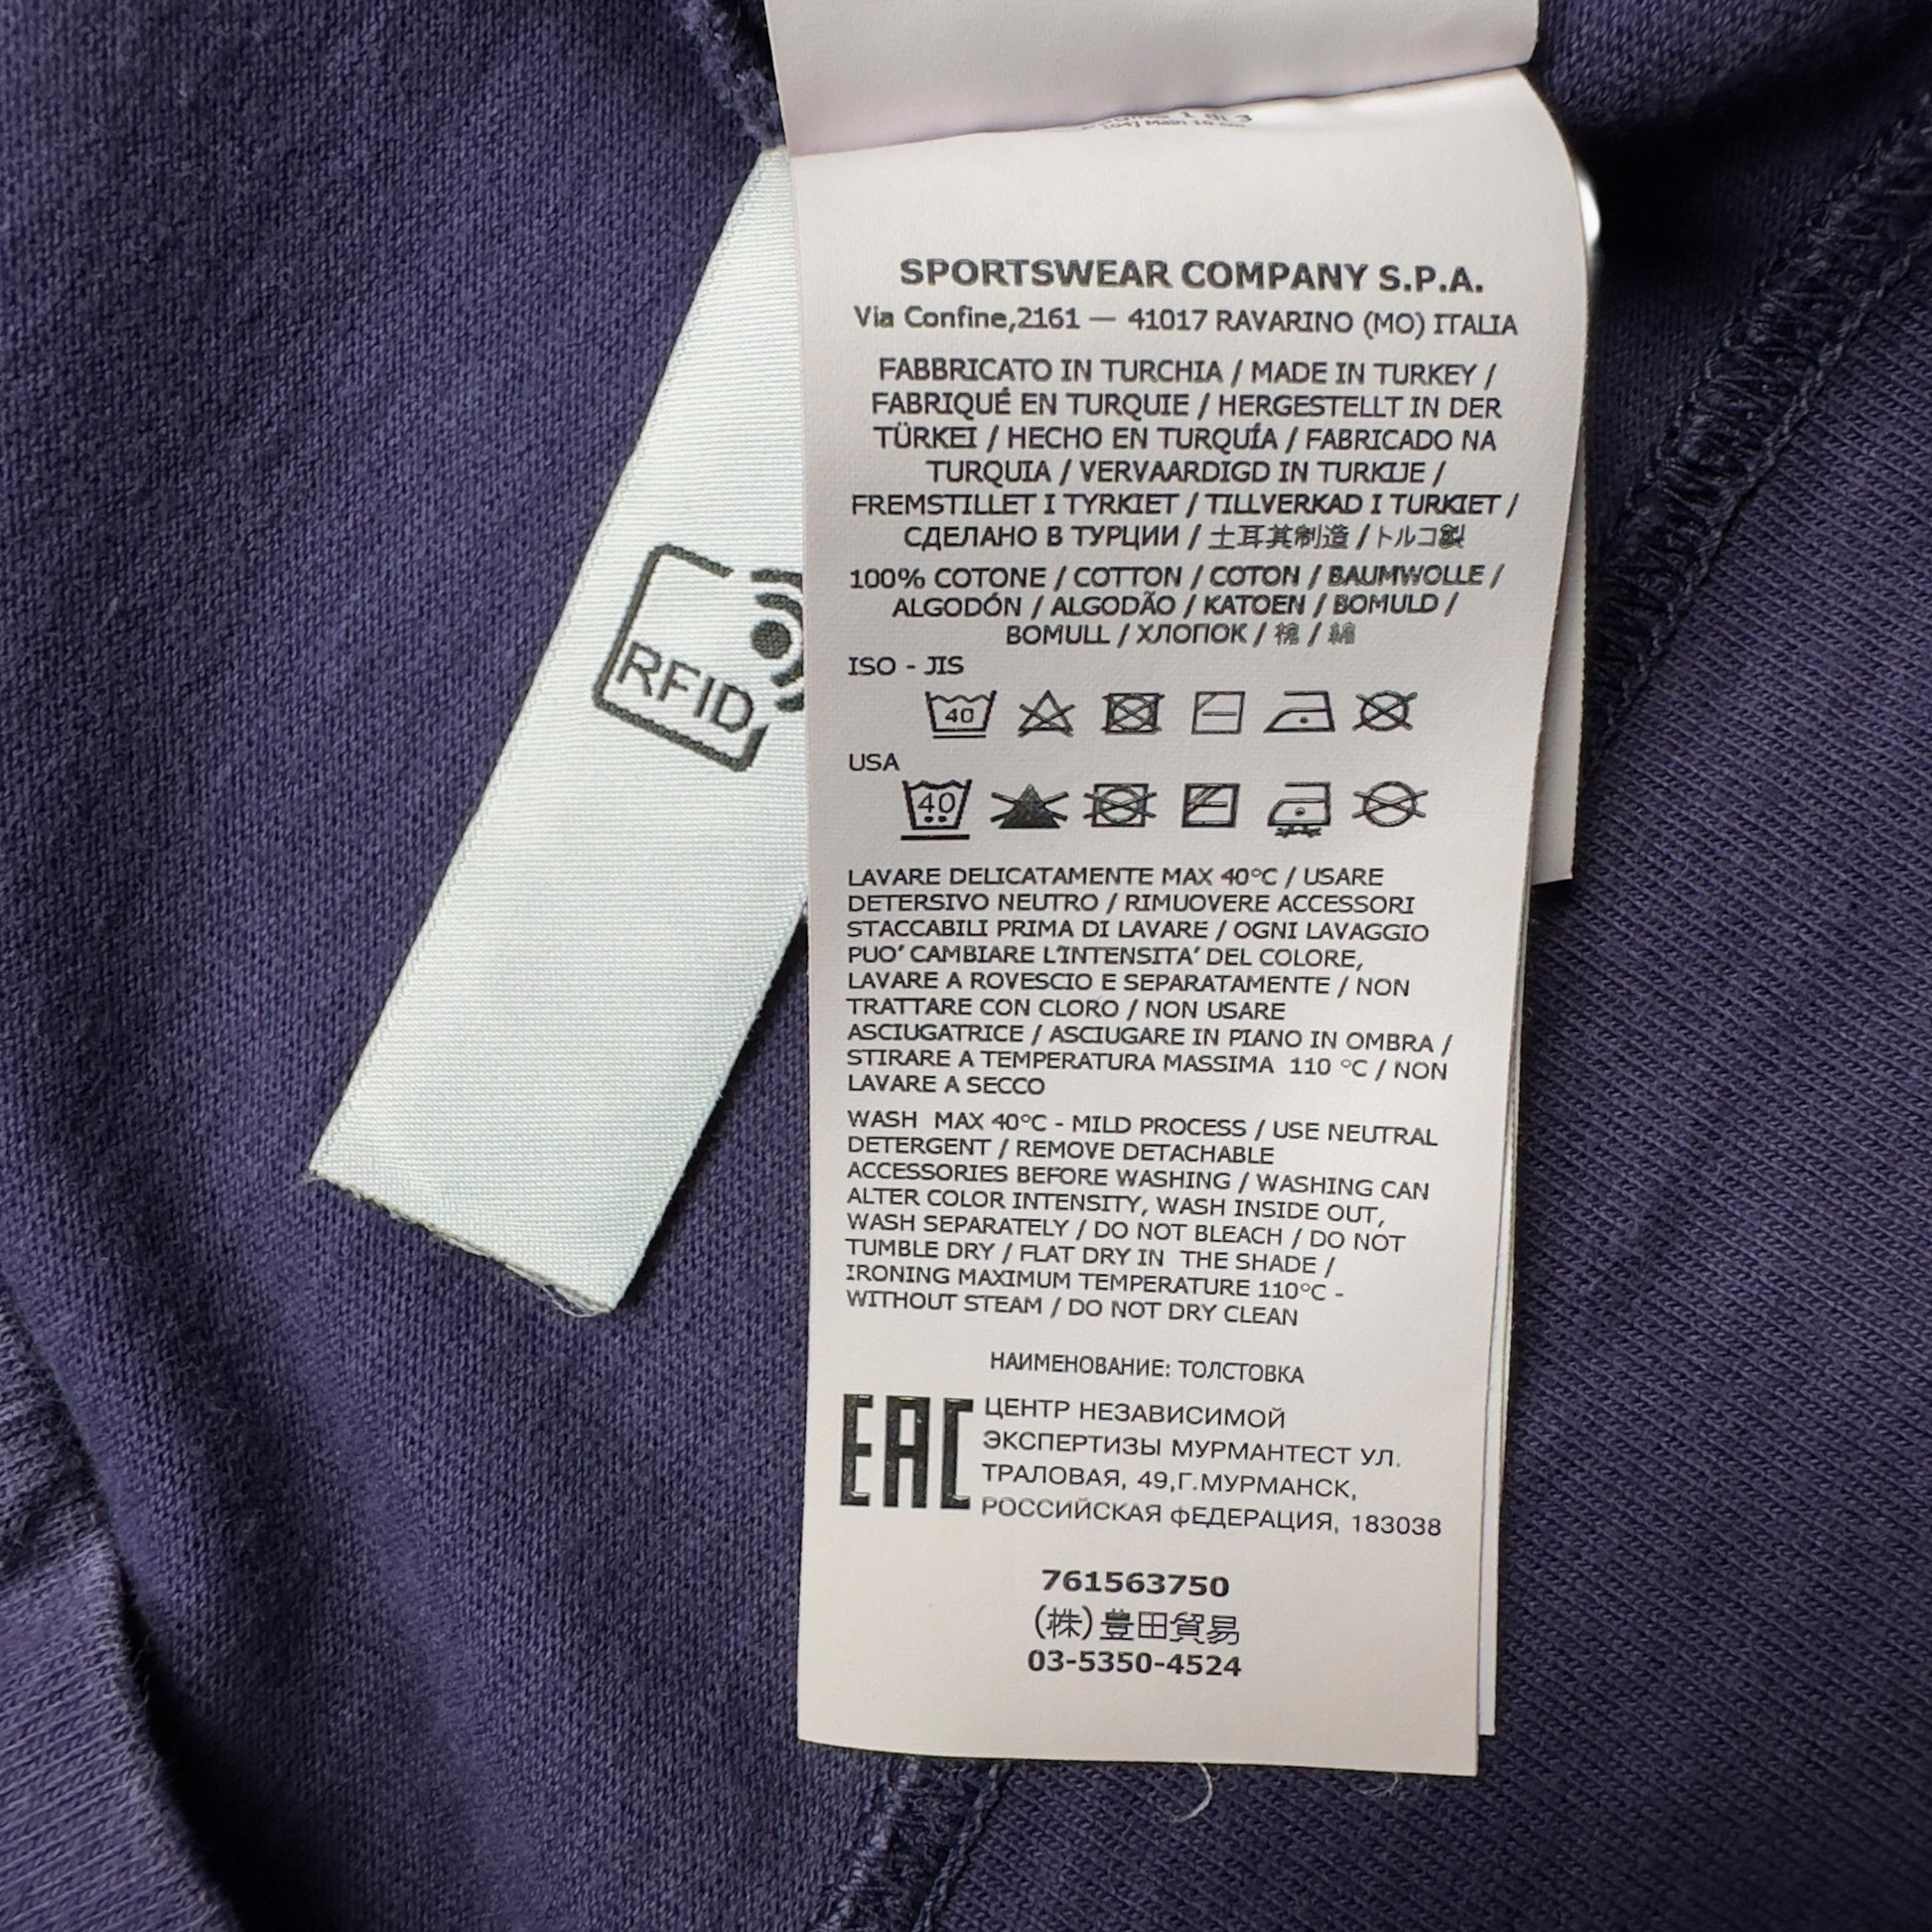 SPORTSWEAR COMPANY S.P.A.
Via Confine,2161 — 41017 RAVARINO (MO) ITALIA
FABBRICATO IN TURCHIA / MADE IN TURKEY /
FABRIQUÉ EN TURQUIE / HERGESTELLT IN DER
TÜRKEI / HECHO EN TURQUÍA / FABRICADO NA
TURQUIA / VERVAARDIGD IN TURKIJE /
FREMSTILLET I TYRKIET / TILLVERKAD I TURKIET /
СДЕЛАНО В ТУРЦИИ / 土耳其制造 / トルコ製
100% COTONE / COTTON / COTON / BAUMWOLLE /
ALGODÓN / ALGODÃO / KATOEN / BOMULD /
BOMULL / ХЛОПОК / 棉 / 綿
RFID
ISO - JIS
40
USA
40
LAVARE DELICATAMENTE MAX 40°C / USARE
DETERSIVO NEUTRO / RIMUOVERE ACCESSORI
STACCABILI PRIMA DI LAVARE / OGNI LAVAGGIO
PUO' CAMBIARE L'INTENSITA' DEL COLORE,
LAVARE A ROVESCIO E SEPARATAMENTE / NON
TRATTARE CON CLORO / NON USARE
ASCIUGATRICE / ASCIUGARE IN PIANO IN OMBRA /
STIRARE A TEMPERATURA MASSIMA 110 °C / NON
LAVARE A SECCO
WASH MAX 40°C - MILD PROCESS / USE NEUTRAL
DETERGENT / REMOVE DETACHABLE
ACCESSORIES BEFORE WASHING / WASHING CAN
ALTER COLOR INTENSITY, WASH INSIDE OUT,
WASH SEPARATELY / DO NOT BLEACH / DO NOT
TUMBLE DRY / FLAT DRY IN THE SHADE /
IRONING MAXIMUM TEMPERATURE 110°C -
WITHOUT STEAM / DO NOT DRY CLEAN
НАИМЕНОВАНИЕ: ТОЛСТОВКА
EAC
ЦЕНТР НЕЗАВИСИМОЙ
ЭКСПЕРТИЗЫ МУРМАНТЕСТ УЛ.
ТРАЛОВАЯ, 49,Г.МУРМАНСК,
РОССИЙСКАЯ фЕДЕРАЦИЯ, 183038
761563750
(株)豊田貿易
03-5350-4524